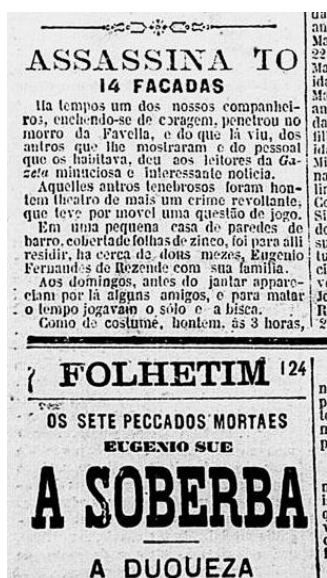 ASSASSINA TO
14 FACADAS
Ha tempos um dos nossos companhei-
ros, enchendo-se de coragem, penetrou no
morro da Favella, e do que lá viu, dos
antros que lhe mostraram e do pessoal
que os habitava, deu aos leitores da Ga-
zeta minuciosa e interessante noticia.
Aquelles antros tenebrosos foram hon-
tem theatro de mais um crime revoltante,
que teve por movel uma questão de jogo.
Em uma pequena casa de paredes de
barro, coberta de folhas de zinco, foi para alli
residir, ha cerca de dous mezes, Eugenio
Fernandes de Rezende com sua familia.
Aos domingos, antes do jantar appare-
ciam por lá alguns amigos, e para matar
o tempo jogavam o sólo e a bisca.
Como de costume, hontem, ás 3 horas,
FOLHETIM 124
OS SETE PECCADOS MORTAES
EUGENIO SUE
A SOBERBA
A DUQUEZA